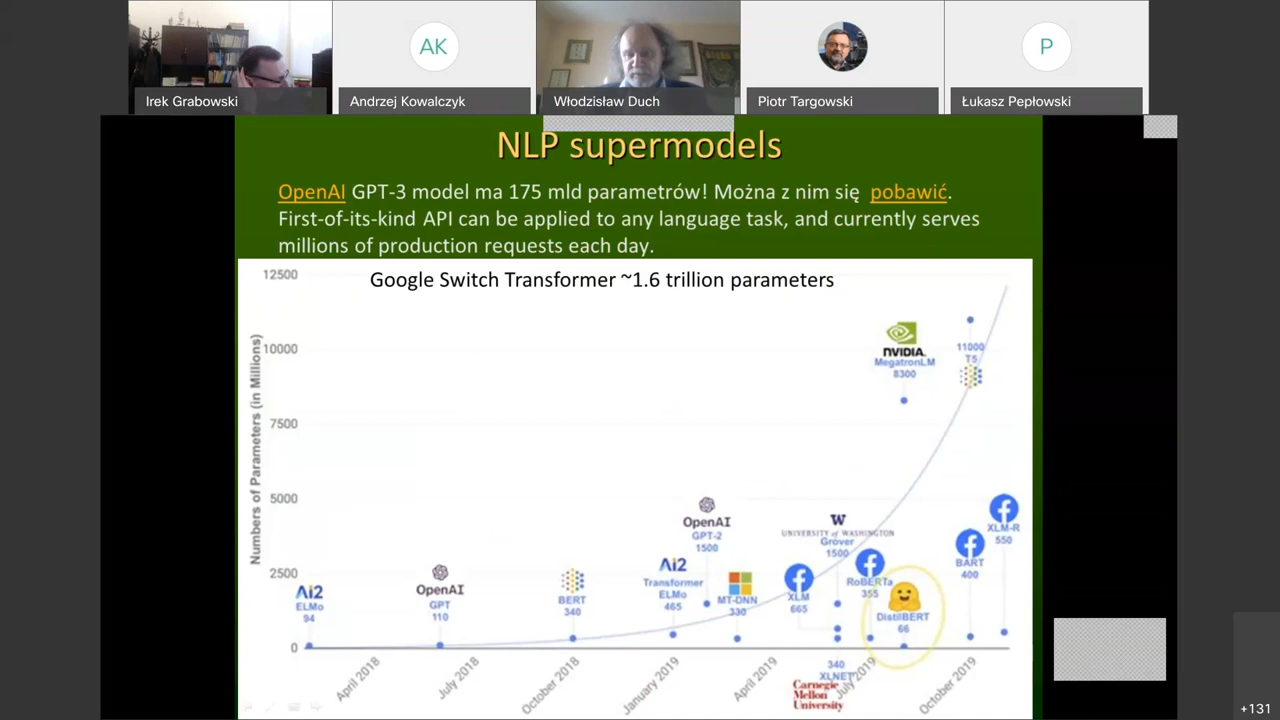 AK
P
Irek Grabowski
Andrzej Kowalczyk
Włodzisław Duch
Piotr Targowski
Łukasz Pepłowski
NLP supermodels
OpenAI GPT-3 model ma 175 mld parametrów! Można z nim się pobawić.
First-of-its-kind API can be applied to any language task, and currently serves
millions of production requests each day.
Google Switch Transformer ~1.6 trillion parameters
Numbers of Parameters (in Millions)
12500
10000
7500
5000
2500
0
AI2
ELMo
94
OpenAI
GPT
110
BERT
340
AI2
Transformer
ELMo
465
OpenAI
GPT-2
1500
MT-DNN
330
XLM
665
W
UNIVERSITY of WASHINGTON
Grover
1500
RoBERTa
355
NVIDIA.
MegatronLM
8300
DistilBERT
66
11000
T5
BART
400
XLM-R
550
340
XLNET
Carnegie
Mellon
University
April 2018
July 2018
October 2018
January 2019
April 2019
July 2019
October 2019
+131